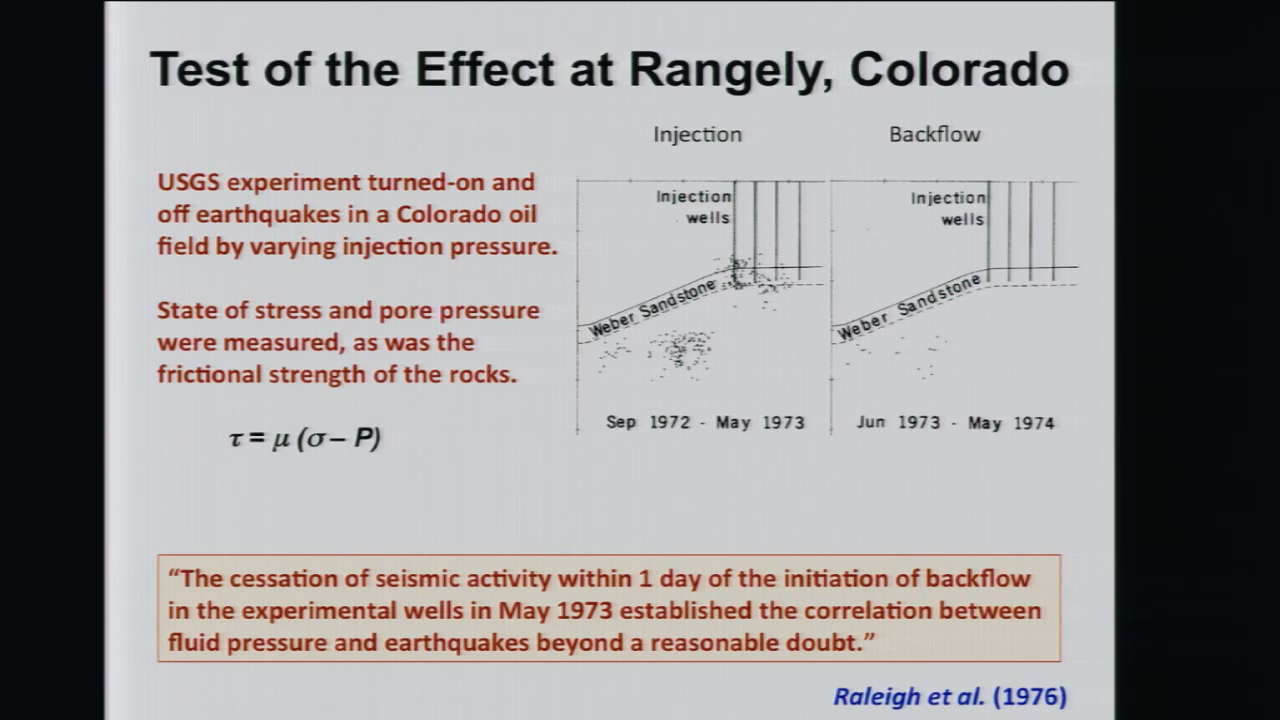 Test of the Effect at Rangely, Colorado
Injection
Backflow
USGS experiment turned-on and
off earthquakes in a Colorado oil
field by varying injection pressure.
State of stress and pore pressure
were measured, as was the
frictional strength of the rocks.
τ = μ (σ – P)
Injection
wells
Weber Sandstone
Sep 1972 - May 1973
Injection
wells
Weber Sandstone
Jun 1973 - May 1974
“The cessation of seismic activity within 1 day of the initiation of backflow
in the experimental wells in May 1973 established the correlation between
fluid pressure and earthquakes beyond a reasonable doubt.”
Raleigh et al. (1976)